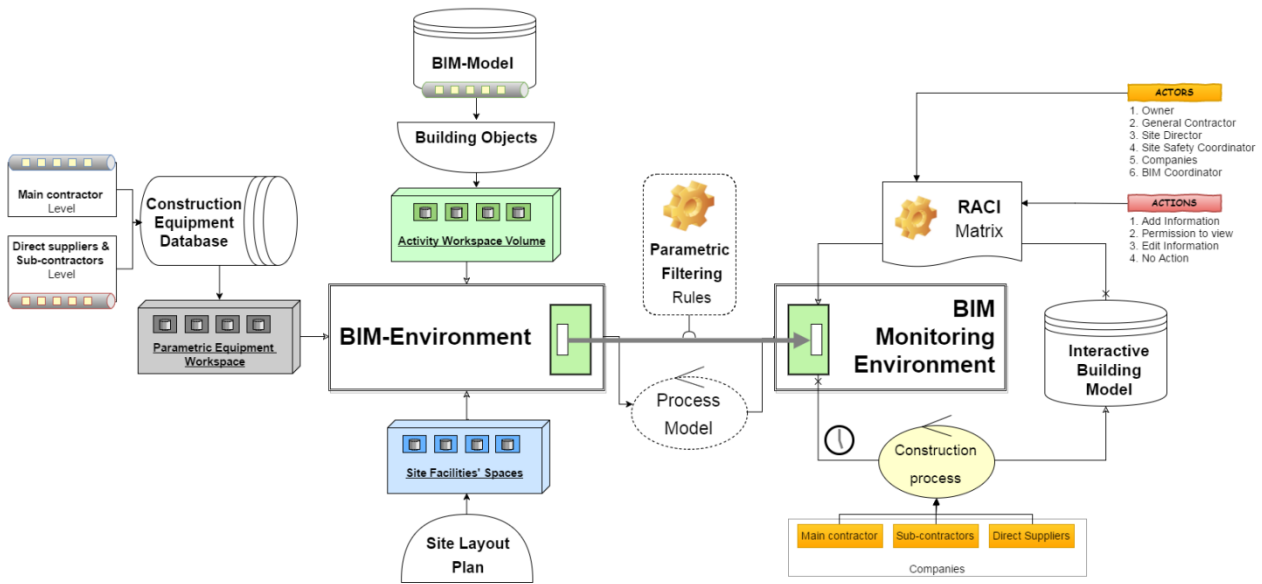 BIM-Model
Building Objects
Activity Workspace Volume
Main contractor
Level
Direct suppliers &
Sub-contractors
Level
Construction
Equipment
Database
Parametric Equipment
Workspace
BIM-Environment
Site Facilities' Spaces
Site Layout
Plan
Parametric
Filtering
Rules
Process
Model
BIM
Monitoring
Environment
RACI
Matrix
ACTORS
1. Owner
2. General Contractor
3. Site Director
4. Site Safety Coordinator
5. Companies
6. BIM Coordinator
ACTIONS
1. Add Information
2. Permission to view
3. Edit Information
4. No Action
Interactive
Building
Model
Construction
process
Main contractor
Sub-contractors
Direct Suppliers
Companies